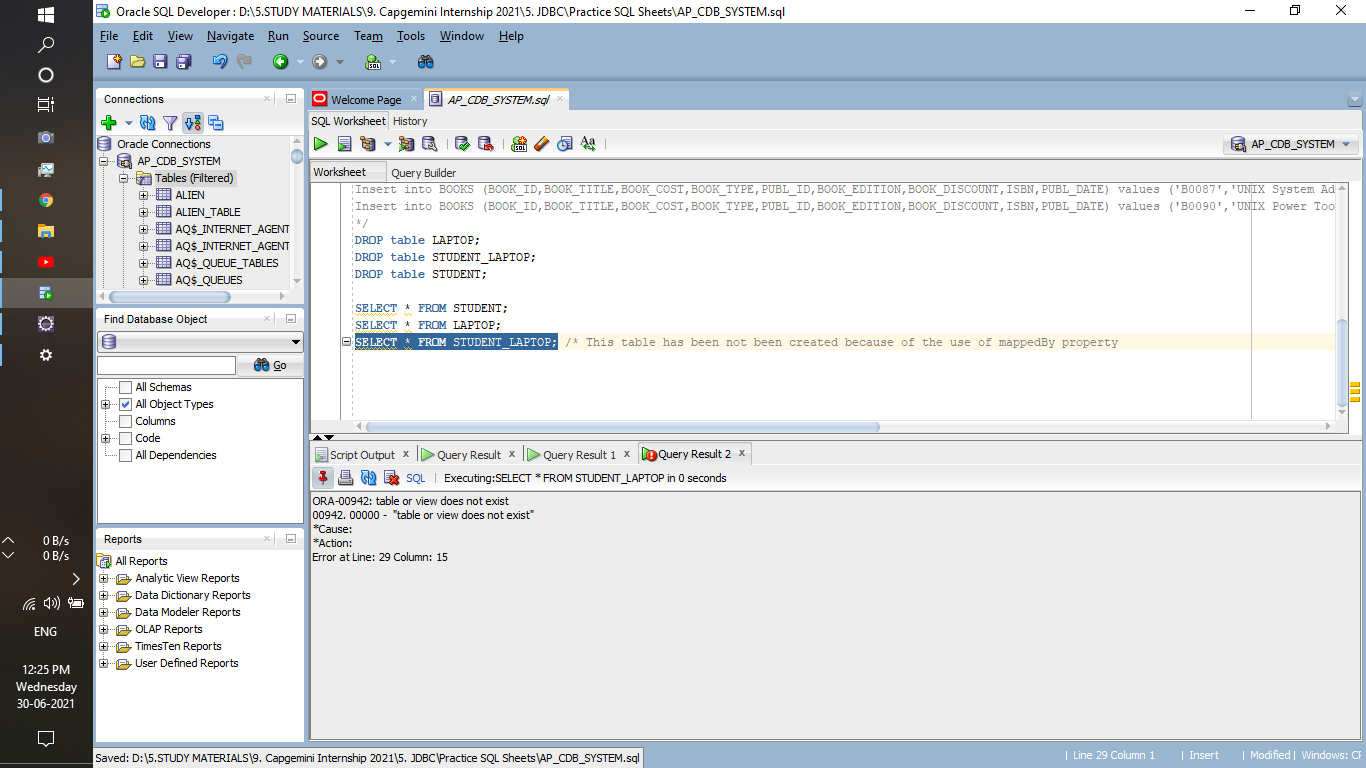 Oracle SQL Developer : D:\5.STUDY MATERIALS\9. Capgemini Internship 2021\5. JDBC\Practice SQL Sheets\AP_CDB_SYSTEM.sql
File Edit View Navigate Run Source Team Tools Window Help
Connections
Oracle Connections
AP_CDB_SYSTEM
Tables (Filtered)
ALIEN
ALIEN_TABLE
AQ$_INTERNET_AGENT
AQ$_INTERNET_AGENT
AQ$_QUEUE_TABLES
AQ$_QUEUES
Find Database Object
Go
All Schemas
All Object Types
Columns
Code
All Dependencies
Reports
All Reports
Analytic View Reports
Data Dictionary Reports
Data Modeler Reports
OLAP Reports
TimesTen Reports
User Defined Reports
Welcome Page
AP_CDB_SYSTEM.sql
SQL Worksheet History
Aa
AP_CDB_SYSTEM
Worksheet Query Builder
Insert into BOOKS (BOOK_ID,BOOK_TITLE,BOOK_COST,BOOK_TYPE,PUBL_ID,BOOK_EDITION,BOOK_DISCOUNT,ISBN,PUBL_DATE) values ('B0087','UNIX System Ad
Insert into BOOKS (BOOK_ID,BOOK_TITLE,BOOK_COST,BOOK_TYPE,PUBL_ID,BOOK_EDITION,BOOK_DISCOUNT,ISBN,PUBL_DATE) values ('B0090','UNIX Power Too
*/
DROP table LAPTOP;
DROP table STUDENT_LAPTOP;
DROP table STUDENT;
SELECT * FROM STUDENT;
SELECT * FROM LAPTOP;
SELECT * FROM STUDENT_LAPTOP; /* This table has been not been created because of the use of mappedBy property
Script Output x Query Result x Query Result 1 x Query Result 2 x
SQL | Executing:SELECT * FROM STUDENT_LAPTOP in 0 seconds
ORA-00942: table or view does not exist
00942. 00000 - "table or view does not exist"
*Cause:
*Action:
Error at Line: 29 Column: 15
0 B/s
0 B/s
ENG
12:25 PM
Wednesday
30-06-2021
Saved: D:\5.STUDY MATERIALS\9. Capgemini Internship 2021\5. JDBC\Practice SQL Sheets\AP_CDB_SYSTEM.sql
| Line 29 Column 1 | Insert | Modified | Windows: CF